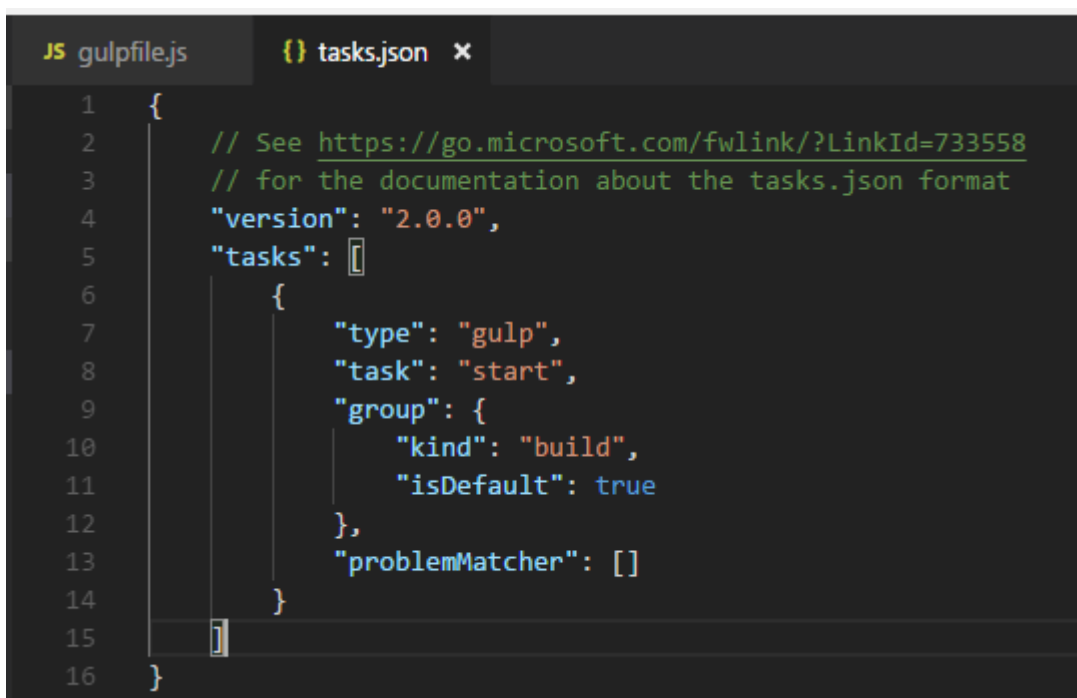 JS gulpfile.js {} tasks.json ×
1 {
2 // See https://go.microsoft.com/fwlink/?LinkId=733558
3 // for the documentation about the tasks.json format
4 "version": "2.0.0",
5 "tasks": [
6 {
7 "type": "gulp",
8 "task": "start",
9 "group": {
10 "kind": "build",
11 "isDefault": true
12 },
13 "problemMatcher": []
14 }
15 ]
16 }